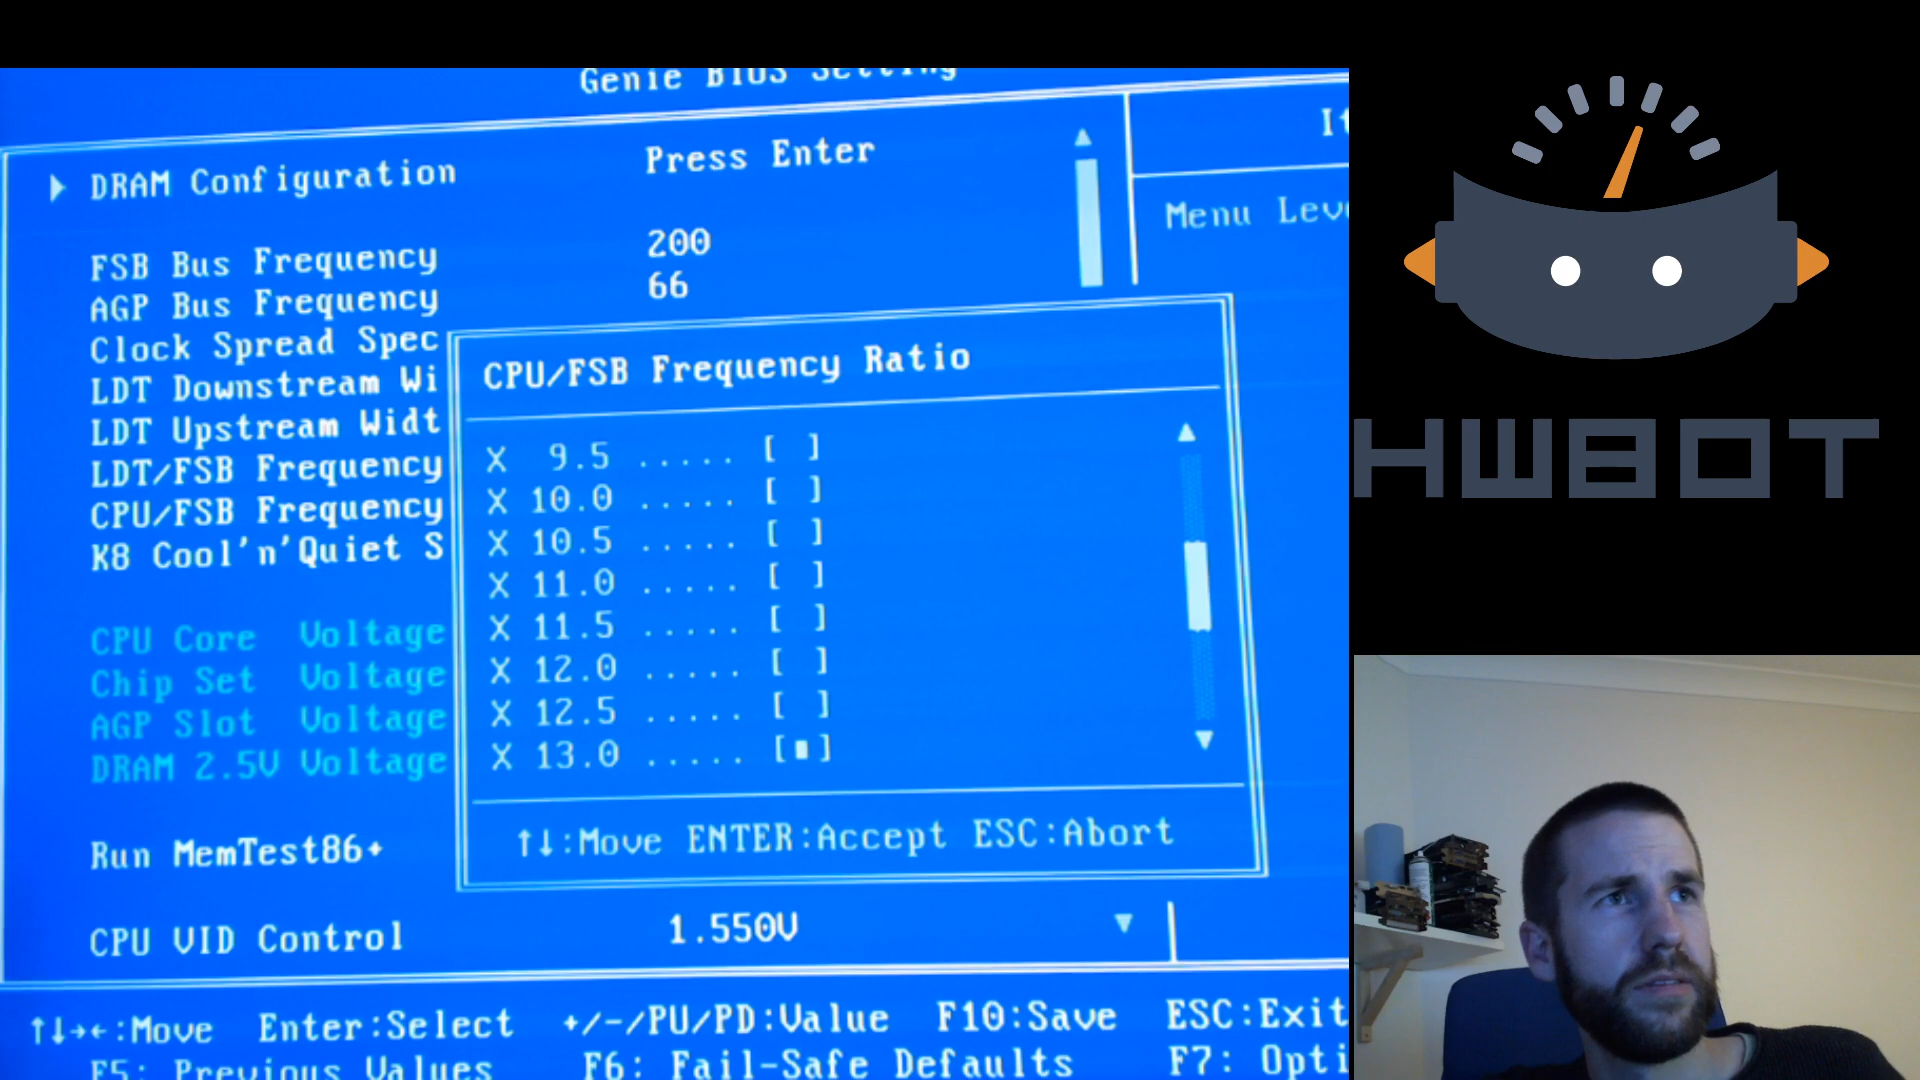 Genie BIOS Setting
DRAM Configuration Press Enter
FSB Bus Frequency 200
AGP Bus Frequency 66
Clock Spread Spec
LDT Downstream Wi
LDT Upstream Widt
LDT/FSB Frequency
CPU/FSB Frequency
K8 Cool'n'Quiet S
CPU Core Voltage
Chip Set Voltage
AGP Slot Voltage
DRAM 2.5V Voltage
Run MemTest86+
CPU VID Control 1.550V
It
Menu Lev
CPU/FSB Frequency Ratio
X 9.5 ..... [ ]
X 10.0 ..... [ ]
X 10.5 ..... [ ]
X 11.0 ..... [ ]
X 11.5 ..... [ ]
X 12.0 ..... [ ]
X 12.5 ..... [ ]
X 13.0 ..... [■]
↑↓:Move ENTER:Accept ESC:Abort
↑↓→←:Move Enter:Select +/-/PU/PD:Value F10:Save ESC:Exit
F5: Previous Values F6: Fail-Safe Defaults F7: Opti
HWBOT